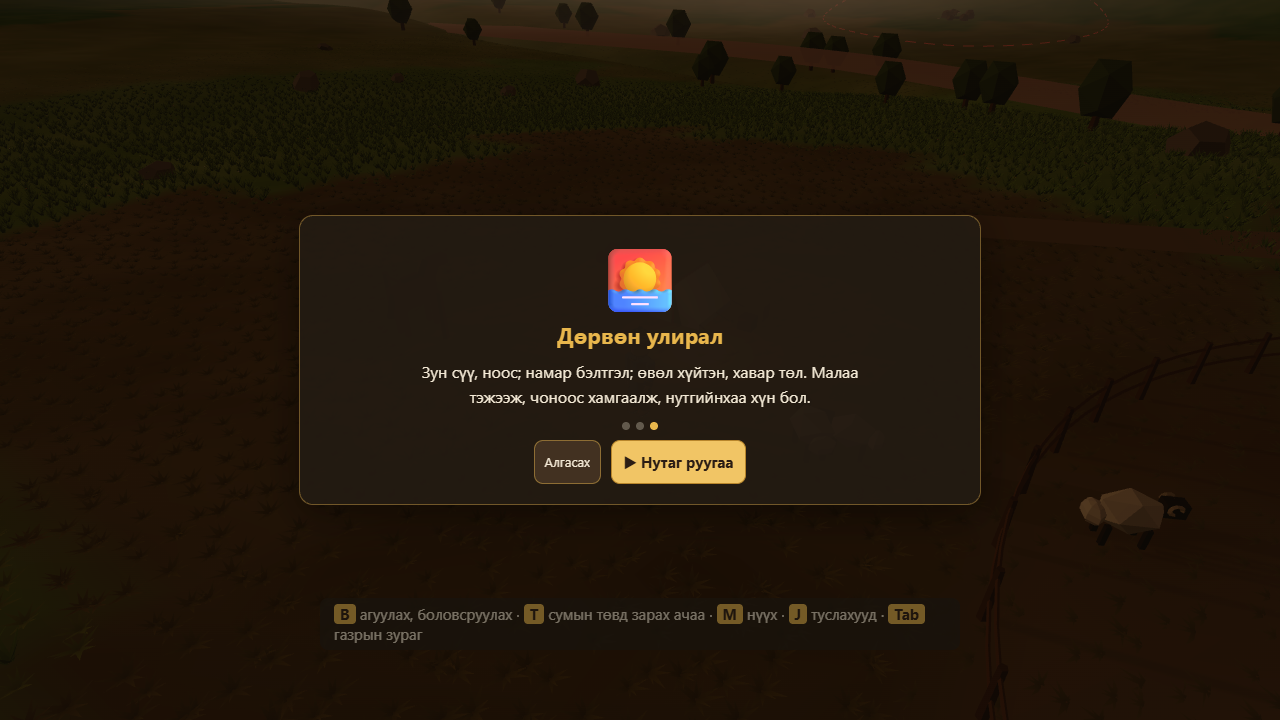 Дөрвөн улирал
Зун сүү, ноос; намар бэлтгэл; өвөл хүйтэн, хавар төл. Малаа
тэжээж, чоноос хамгаалж, нутгийнхаа хүн бол.
Алгасах
▶ Нутаг руугаа
B агуулах, боловсруулах · T сумын төвд зарах ачаа · M нүүх · J туслахууд · Tab
газрын зураг